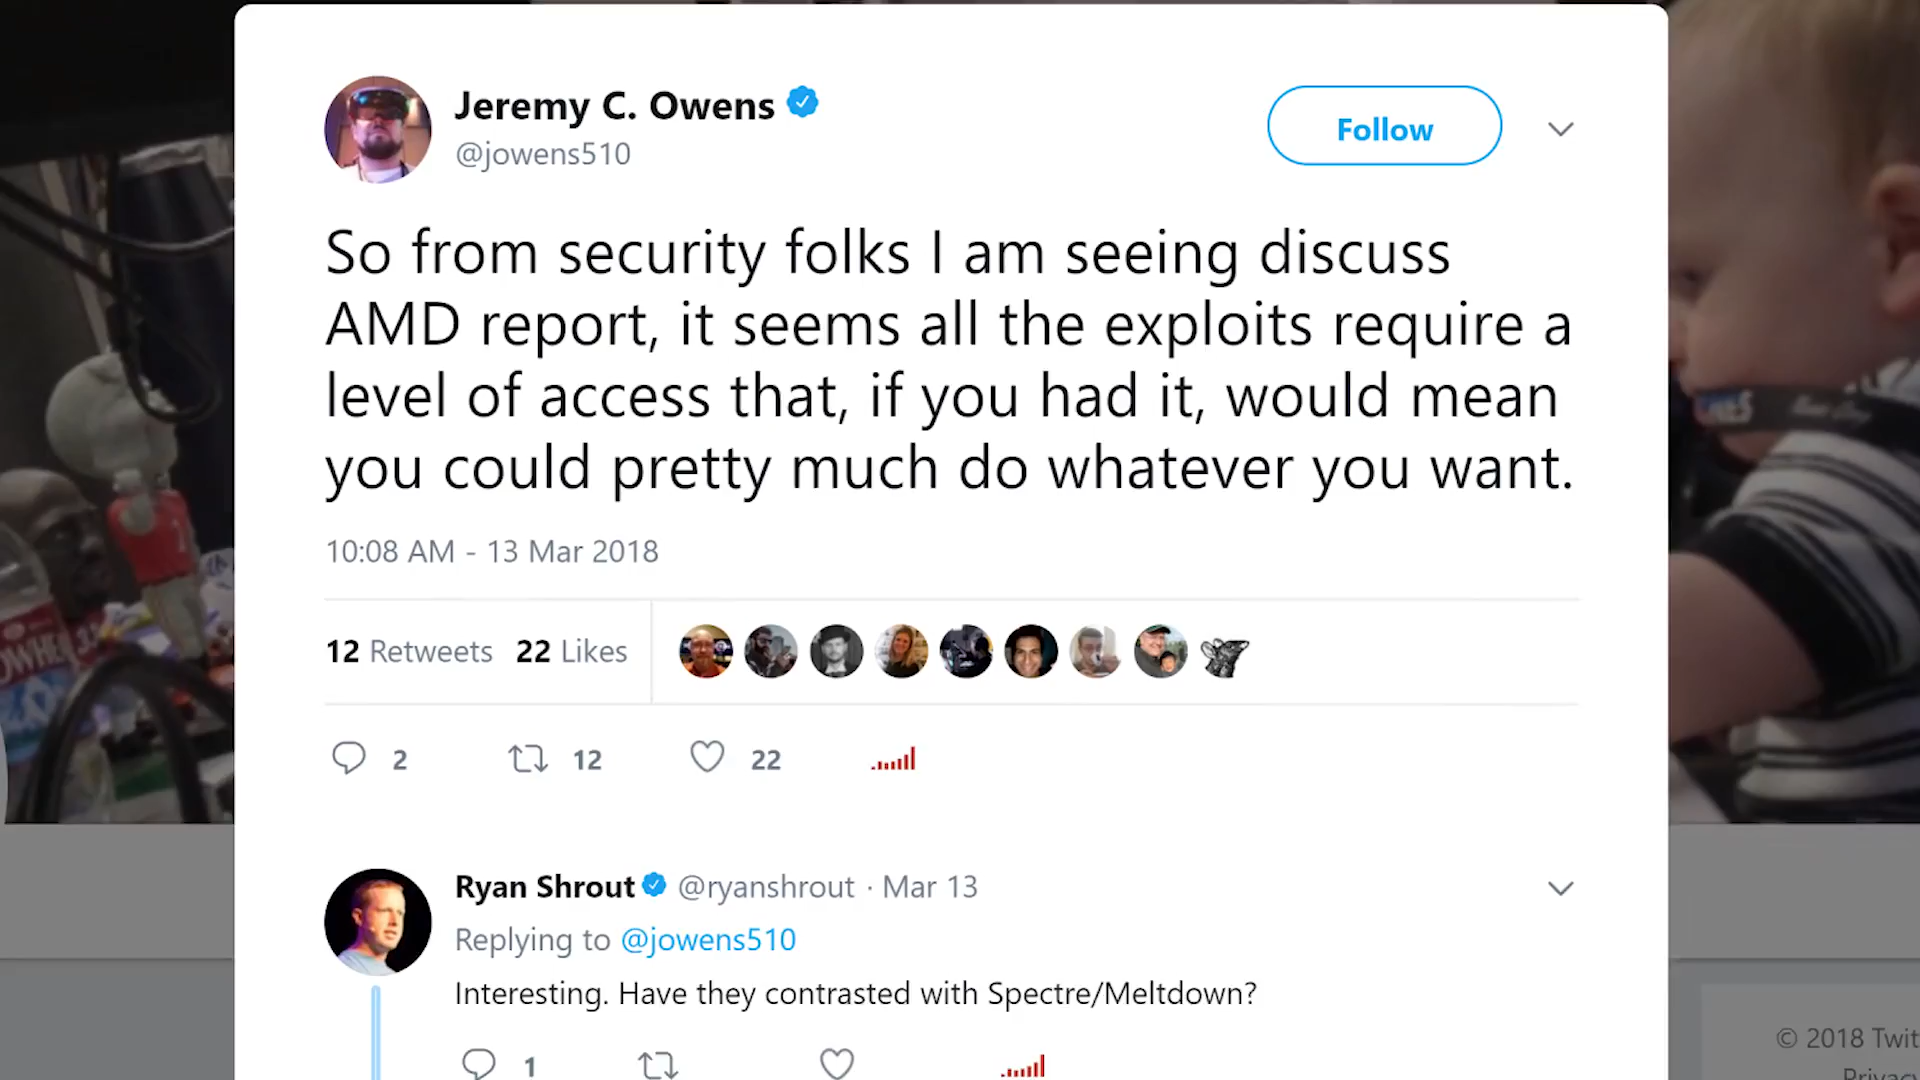 Jeremy C. Owens
@jowens510
Follow
So from security folks I am seeing discuss
AMD report, it seems all the exploits require a
level of access that, if you had it, would mean
you could pretty much do whatever you want.
10:08 AM - 13 Mar 2018
12 Retweets 22 Likes
2 12 22
Ryan Shrout @ryanshrout · Mar 13
Replying to @jowens510
Interesting. Have they contrasted with Spectre/Meltdown?
1
© 2018 Twit
Privacy